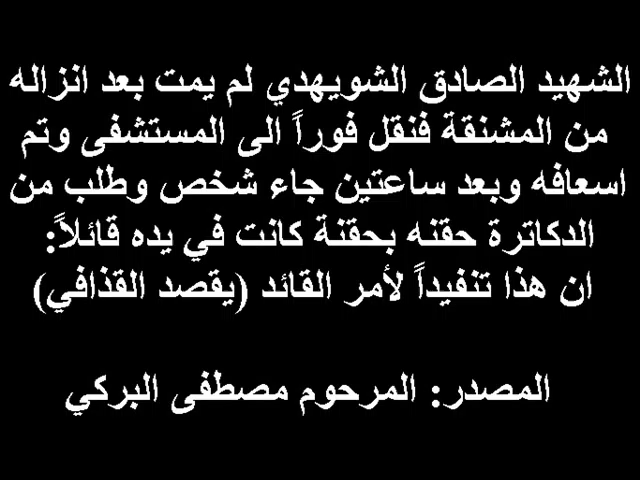 الشهيد الصادق الشويهدي لم يمت بعد انزاله
من المشنقة فنقل فوراً الى المستشفى وتم
اسعافه وبعد ساعتين جاء شخص وطلب من
الدكاترة حقنه بحقنة كانت في يده قائلاً:
ان هذا تنفيداً لأمر القائد (يقصد القذافي)
المصدر: المرحوم مصطفى البركي